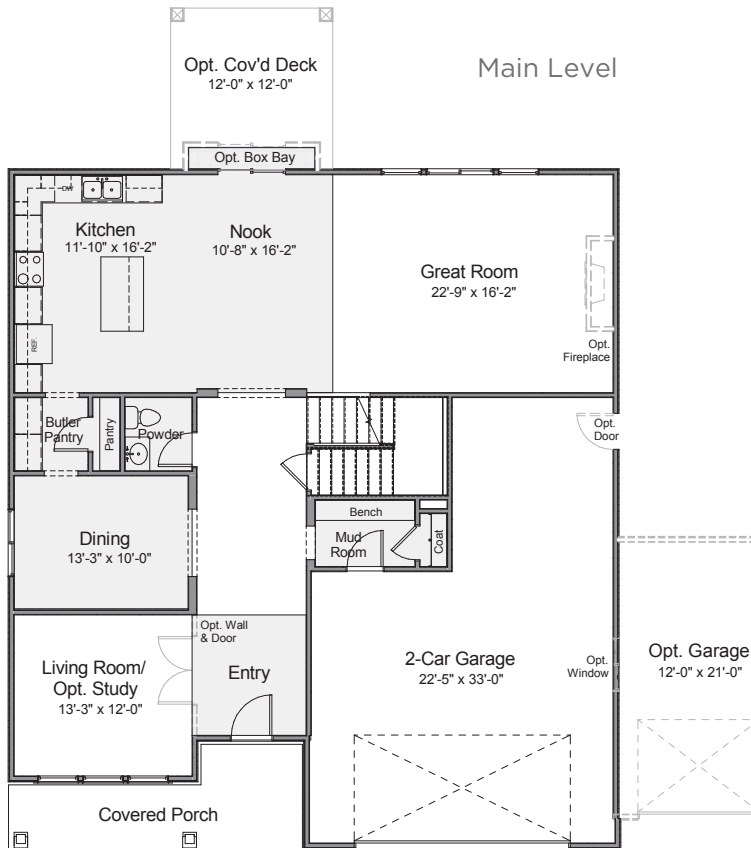 Main Level
Opt. Cov'd Deck
12'-0" x 12'-0"
Opt. Box Bay
DW
Kitchen
11'-10" x 16'-2"
Nook
10'-8" x 16'-2"
Great Room
22'-9" x 16'-2"
REF.
Opt.
Fireplace
Butler
Pantry
Pantry
Powder
Opt.
Door
Bench
Mud
Room
Coat
Dining
13'-3" x 10'-0"
Opt. Wall
& Door
Living Room/
Opt. Study
13'-3" x 12'-0"
Entry
2-Car Garage
22'-5" x 33'-0"
Opt.
Window
Opt. Garage
12'-0" x 21'-0"
Covered Porch